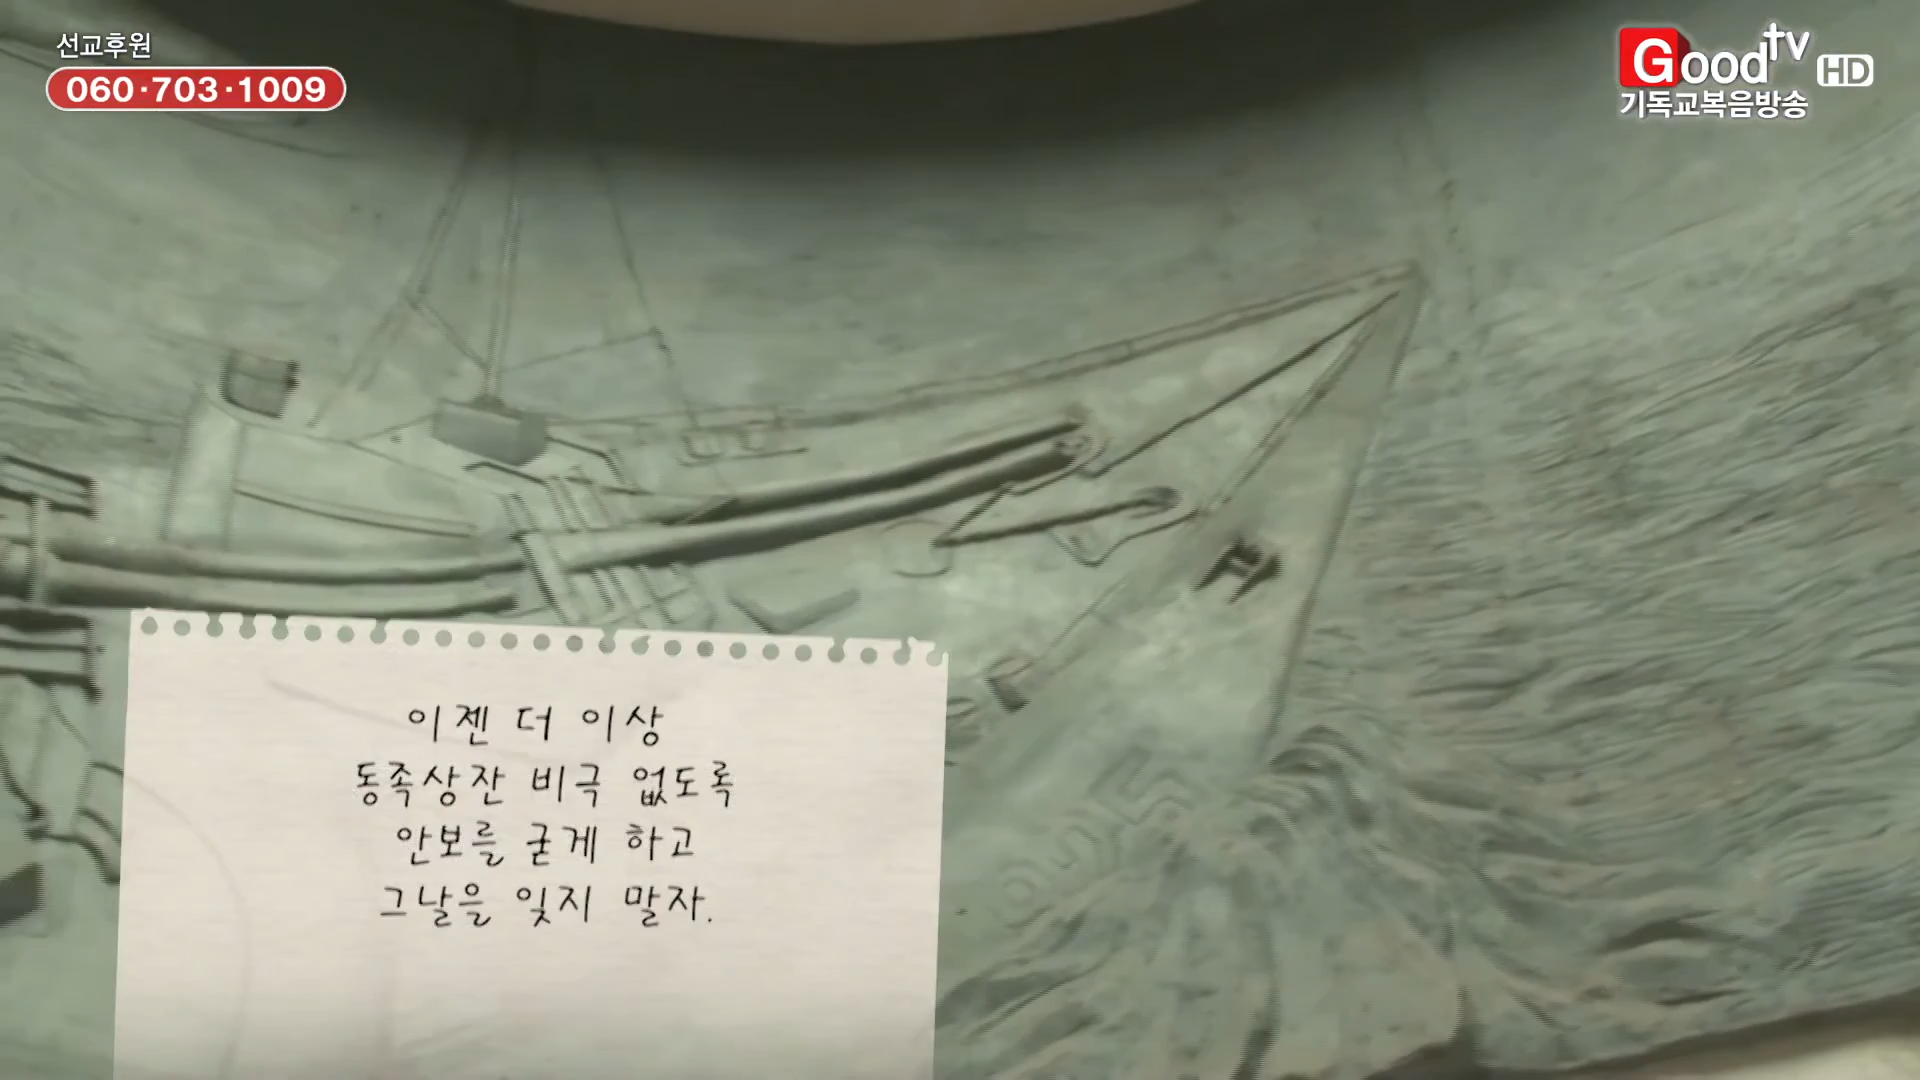 선교후원
060·703·1009
Goodtv HD
기독교복음방송
이젠 더 이상
동족상잔 비극 없도록
안보를 굳게 하고
그날을 잊지 말자.